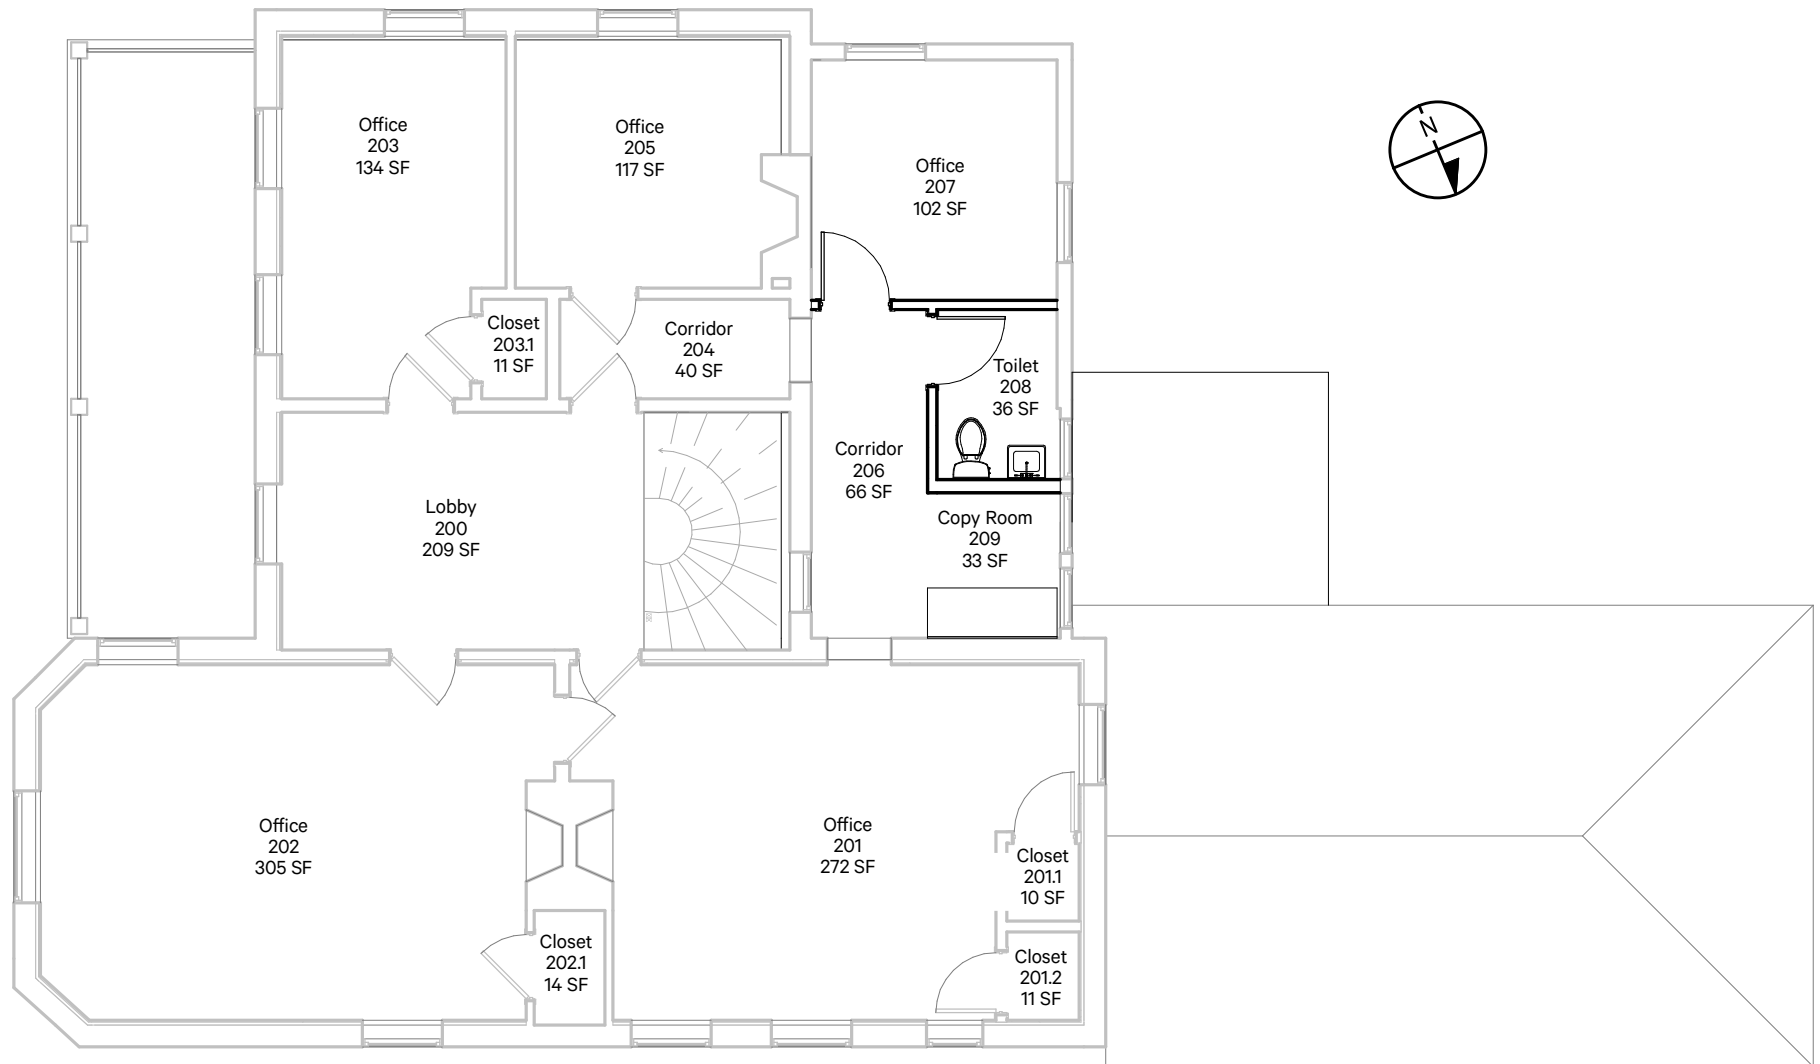 Office
203
134 SF
Office
205
117 SF
Office
207
102 SF
N
Closet
203.1
11 SF
Corridor
204
40 SF
Toilet
208
36 SF
Corridor
206
66 SF
Lobby
200
209 SF
Copy Room
209
33 SF
Office
202
305 SF
Office
201
272 SF
Closet
201.1
10 SF
Closet
202.1
14 SF
Closet
201.2
11 SF